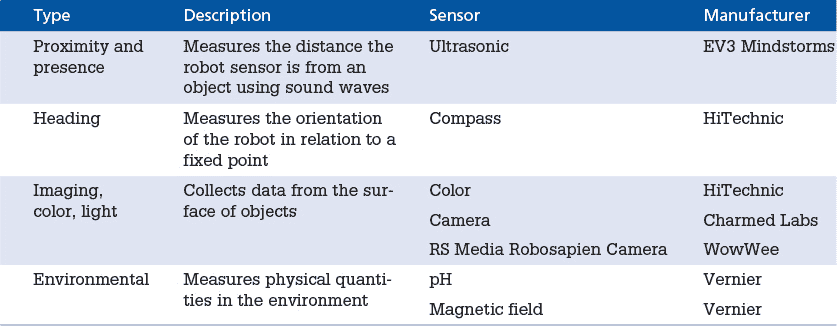 Type Description Sensor Manufacturer
Proximity and Measures the distance the Ultrasonic EV3 Mindstorms
presence robot sensor is from an
object using sound waves
Heading Measures the orientation Compass HiTechnic
of the robot in relation to a
fixed point
Imaging, Collects data from the sur- Color HiTechnic
color, light face of objects
Camera Charmed Labs
RS Media Robosapien Camera WowWee
Environmental Measures physical quanti- pH Vernier
ties in the environment
Magnetic field Vernier